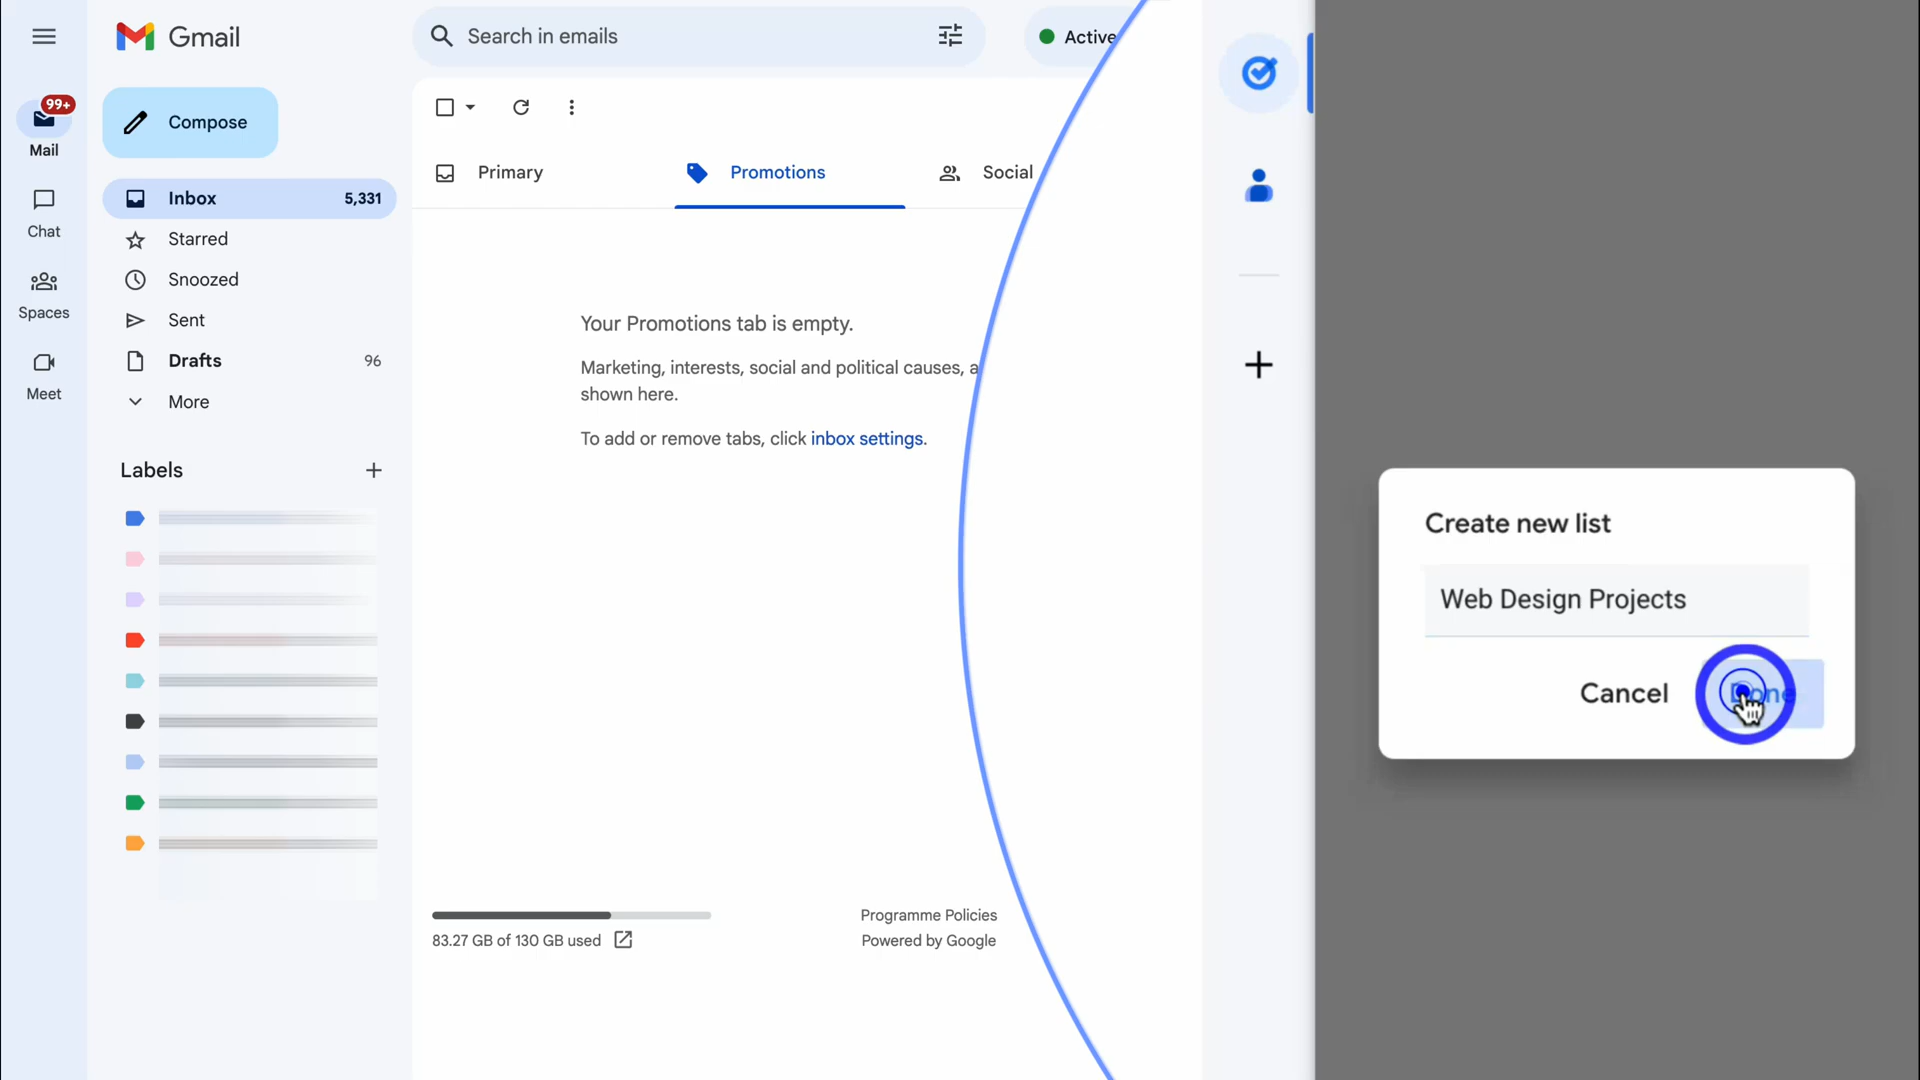 Gmail
Search in emails
Active
99+
Mail
Compose
Inbox 5,331
Chat
Starred
Snoozed
Spaces
Sent
Drafts 96
Meet
More
Labels
Primary
Promotions
Social
Your Promotions tab is empty.
Marketing, interests, social and political causes, a
shown here.
To add or remove tabs, click inbox settings.
83.27 GB of 130 GB used
Programme Policies
Powered by Google
Create new list
Web Design Projects
Cancel
Done